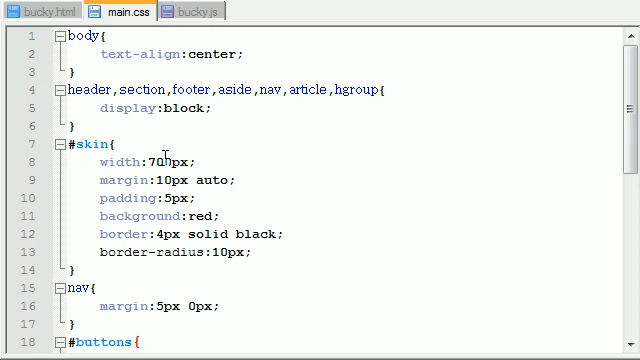 bucky.html main.css bucky.js
1 body{
2 text-align:center;
3 }
4 header,section,footer,aside,nav,article,hgroup{
5 display:block;
6 }
7 #skin{
8 width:700px;
9 margin:10px auto;
10 padding:5px;
11 background:red;
12 border:4px solid black;
13 border-radius:10px;
14 }
15 nav{
16 margin:5px 0px;
17 }
18 #buttons{